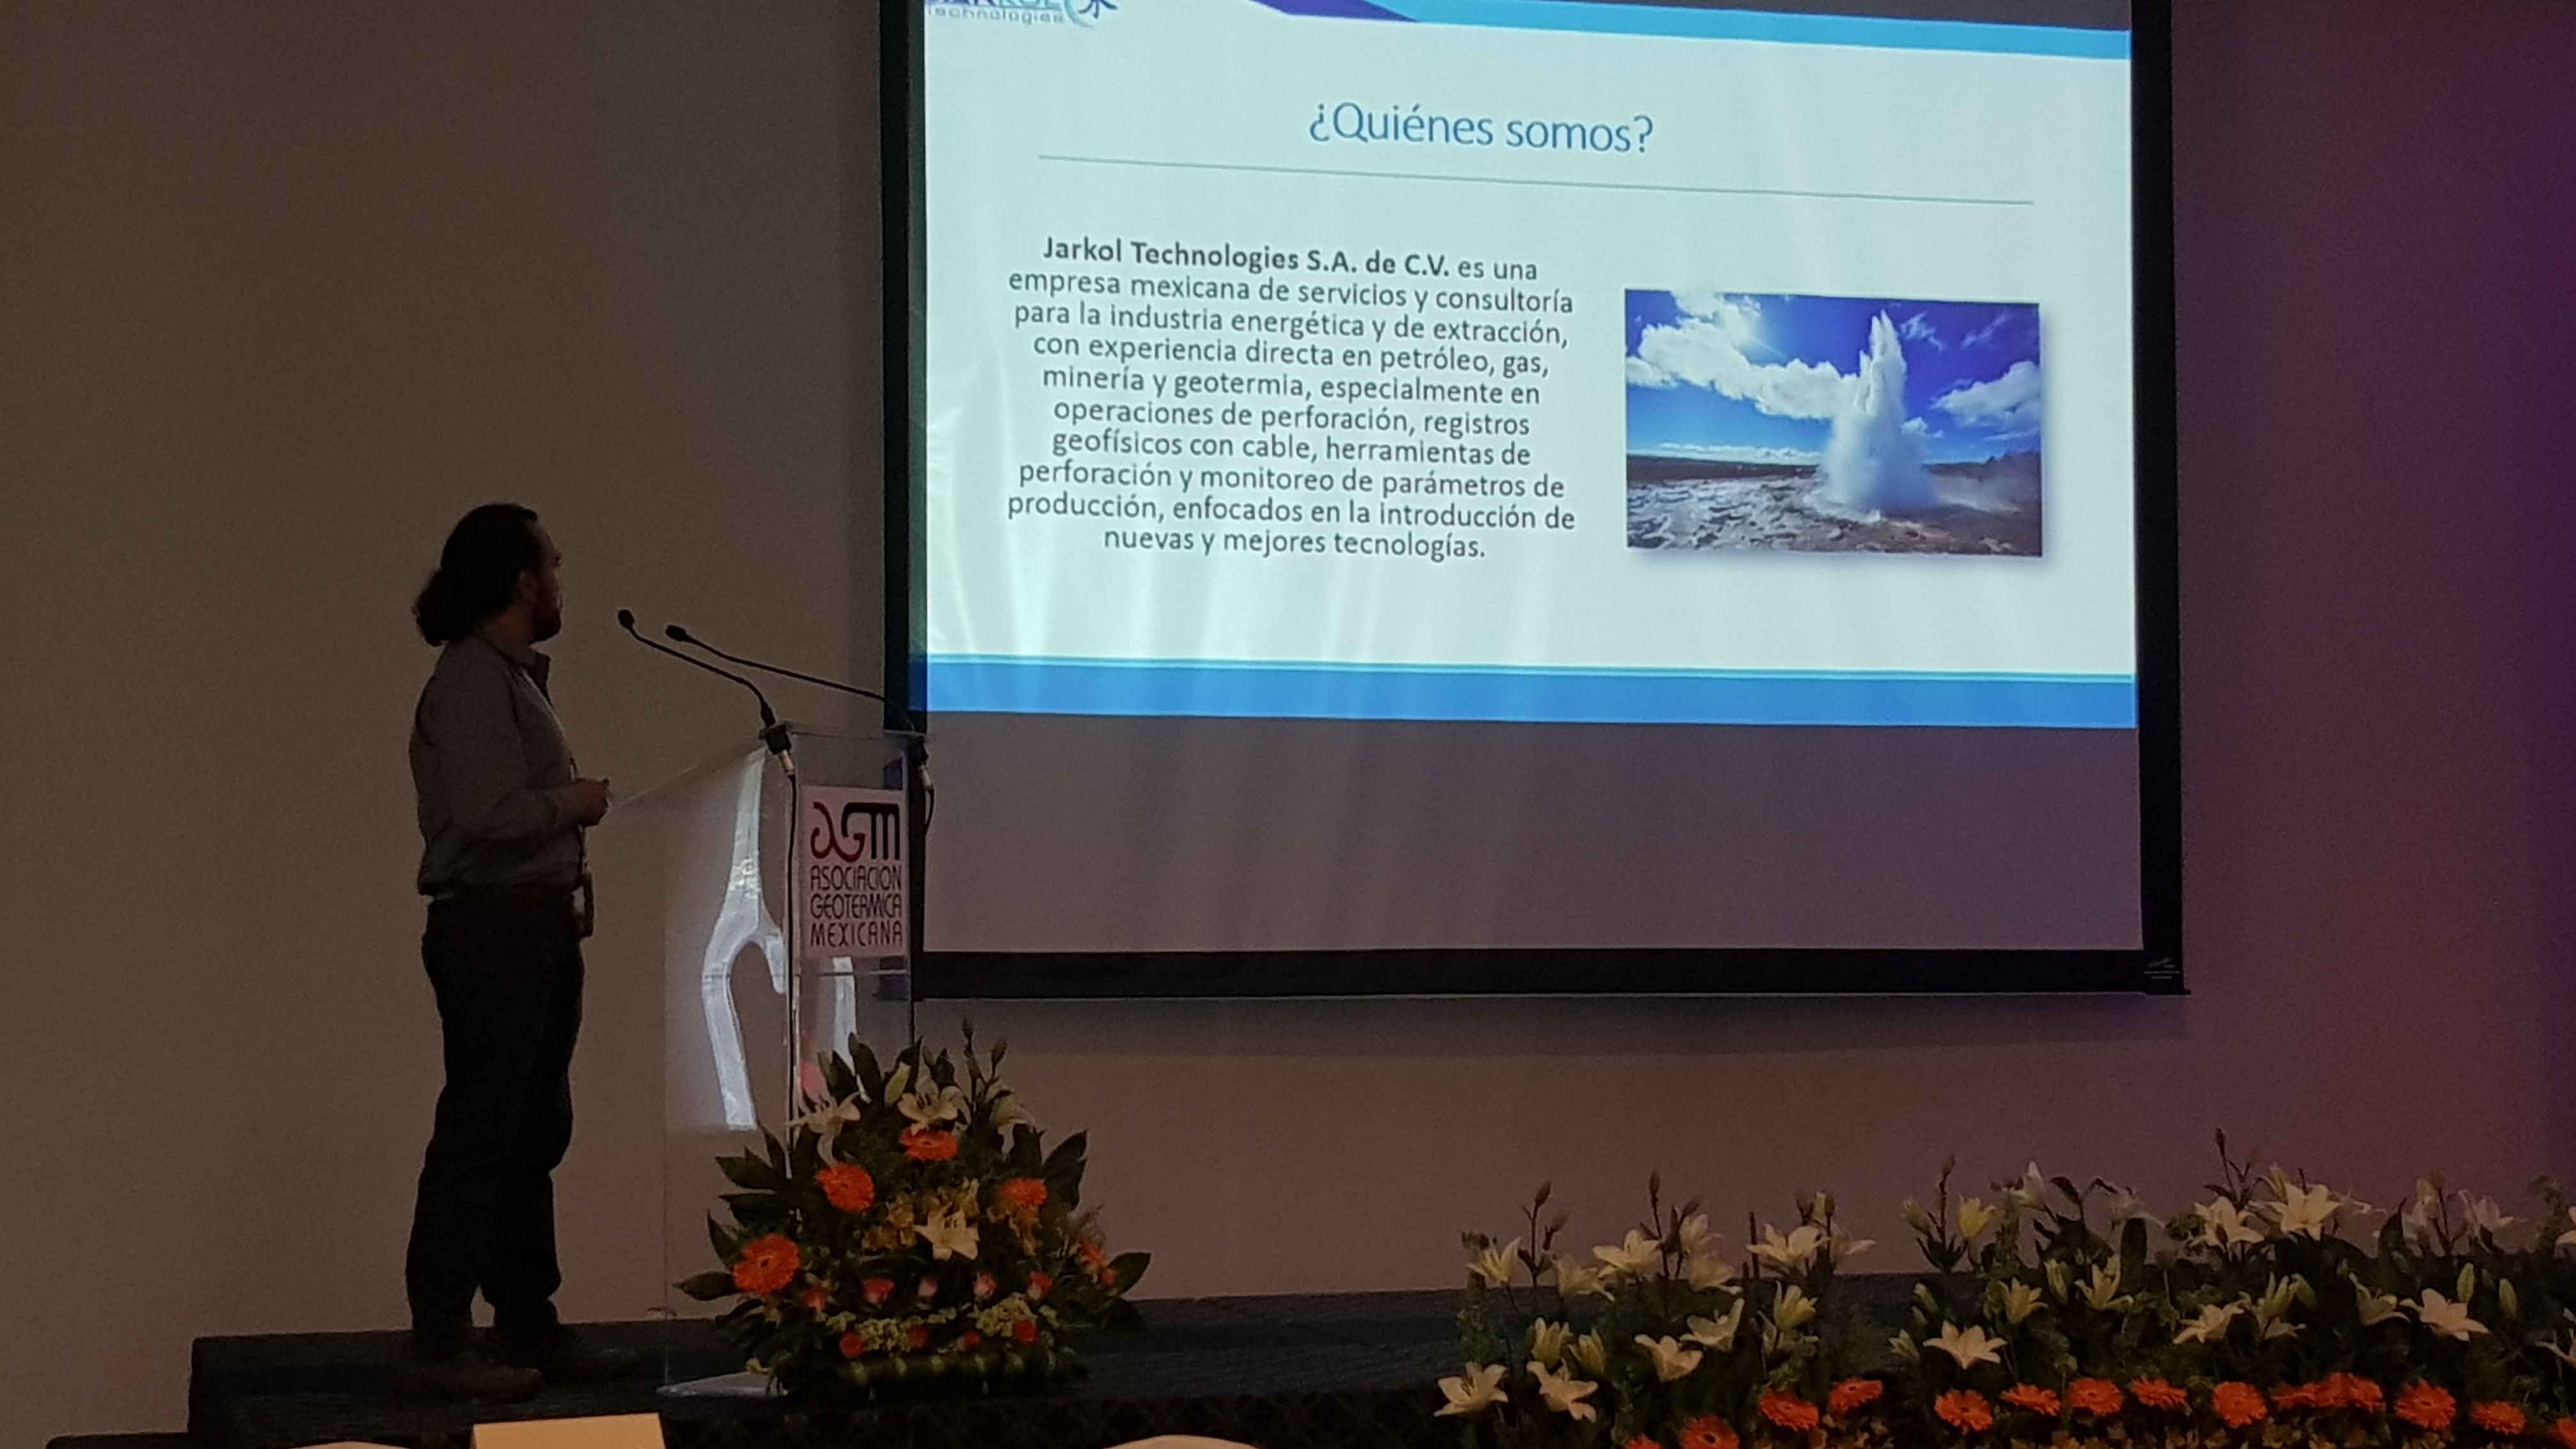 Technologies
¿Quiénes somos?
Jarkol Technologies S.A. de C.V. es una
empresa mexicana de servicios y consultoría
para la industria energética y de extracción,
con experiencia directa en petróleo, gas,
minería y geotermia, especialmente en
operaciones de perforación, registros
geofísicos con cable, herramientas de
perforación y monitoreo de parámetros de
producción, enfocados en la introducción de
nuevas y mejores tecnologías.
AGM
ASOCIACION
GEOTERMICA
MEXICANA